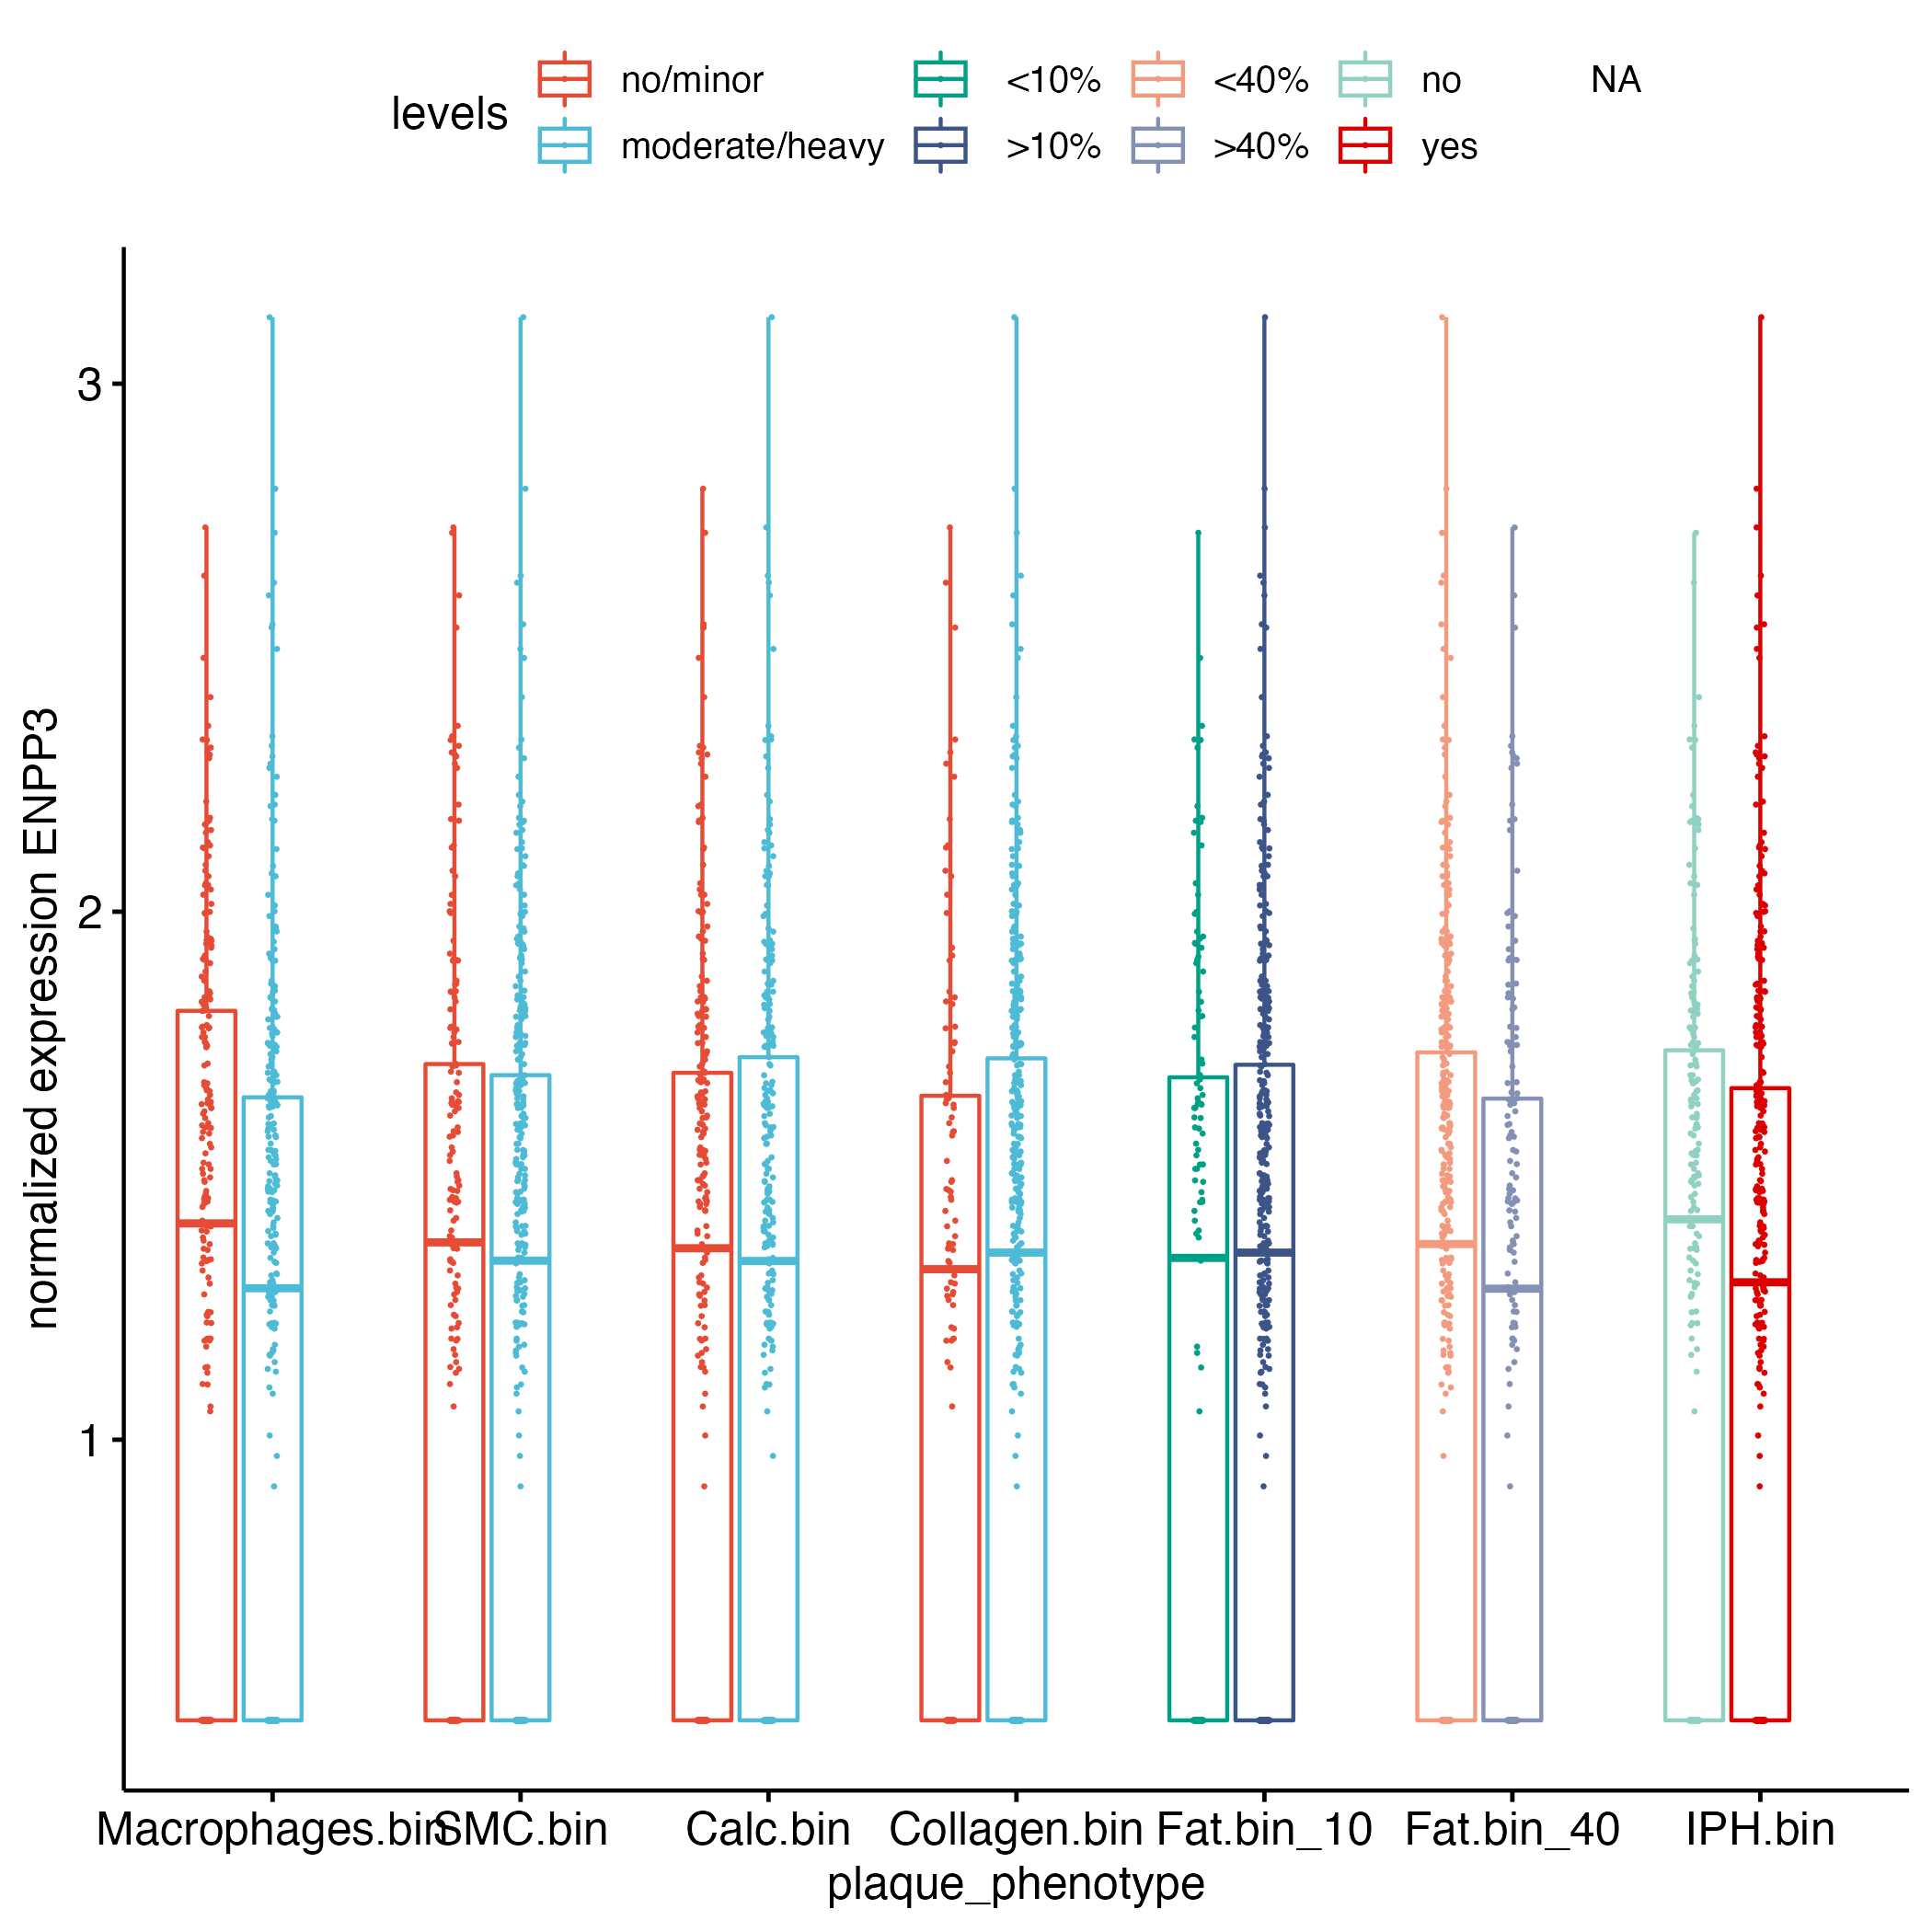 levels
no/minor <10% <40% no NA
moderate/heavy >10% >40% yes
normalized expression ENPP3
3
2
1
Macrophages.bin SMC.bin Calc.bin Collagen.bin Fat.bin_10 Fat.bin_40 IPH.bin
plaque_phenotype